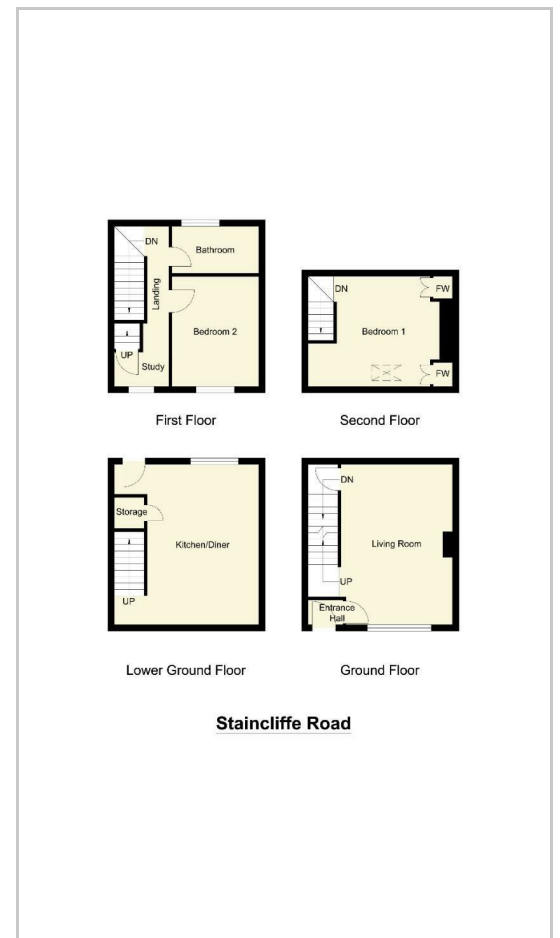 DN
Bathroom
Landing
Bedroom 2
UP
Study
First Floor
DN
FW
Bedroom 1
FW
Second Floor
Storage
Kitchen/Diner
UP
Lower Ground Floor
DN
Living Room
UP
Entrance
Hall
Ground Floor
Staincliffe Road